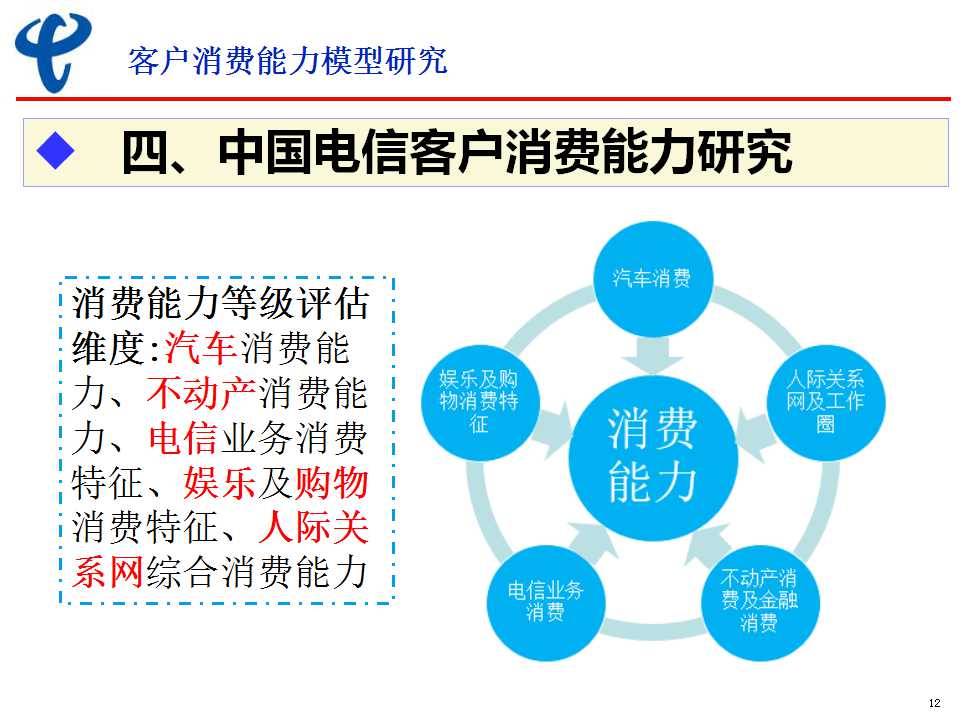 客户消费能力模型研究
四、中国电信客户消费能力研究
消费能力等级评估
维度:汽车消费能
力、不动产消费能
力、电信业务消费
特征、娱乐及购物
消费特征、人际关
系网综合消费能力
汽车消费
娱乐及购
物消费特
征
人际关系
网及工作
圈
消费
能力
电信业务
消费
不动产消
费及金融
消费
12